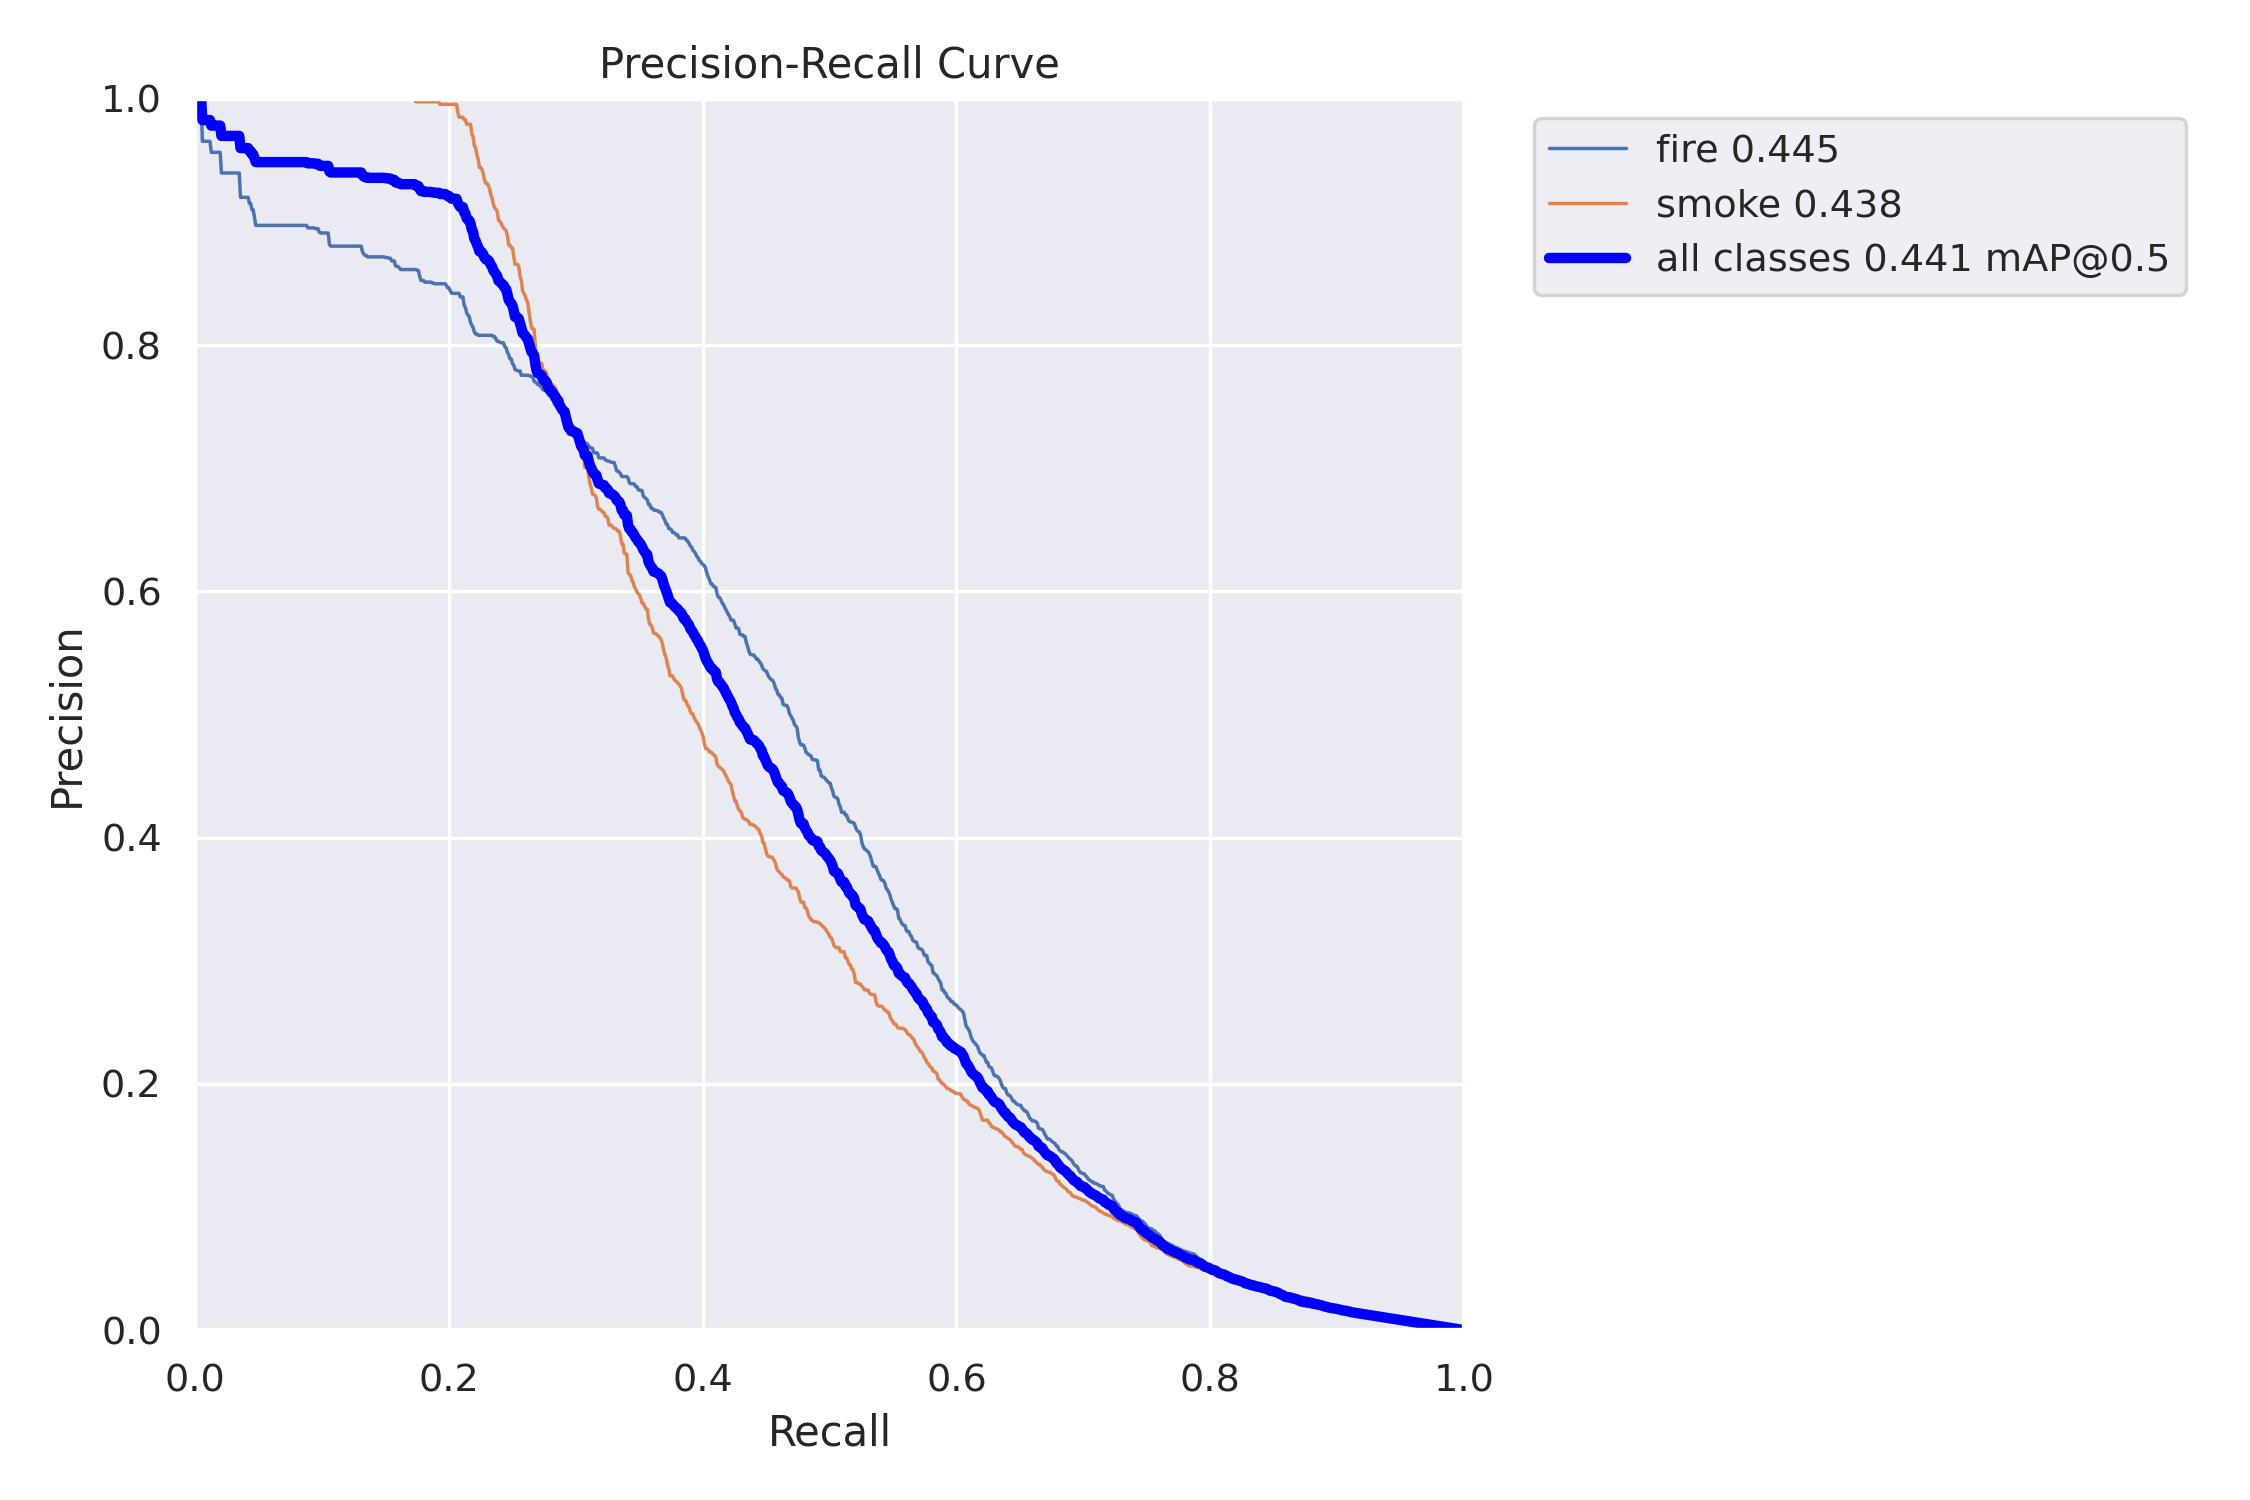 Precision-Recall Curve
1.0
0.8
0.6
0.4
0.2
0.0
Precision
0.0 0.2 0.4 0.6 0.8 1.0
Recall
fire 0.445
smoke 0.438
all classes 0.441 mAP@0.5